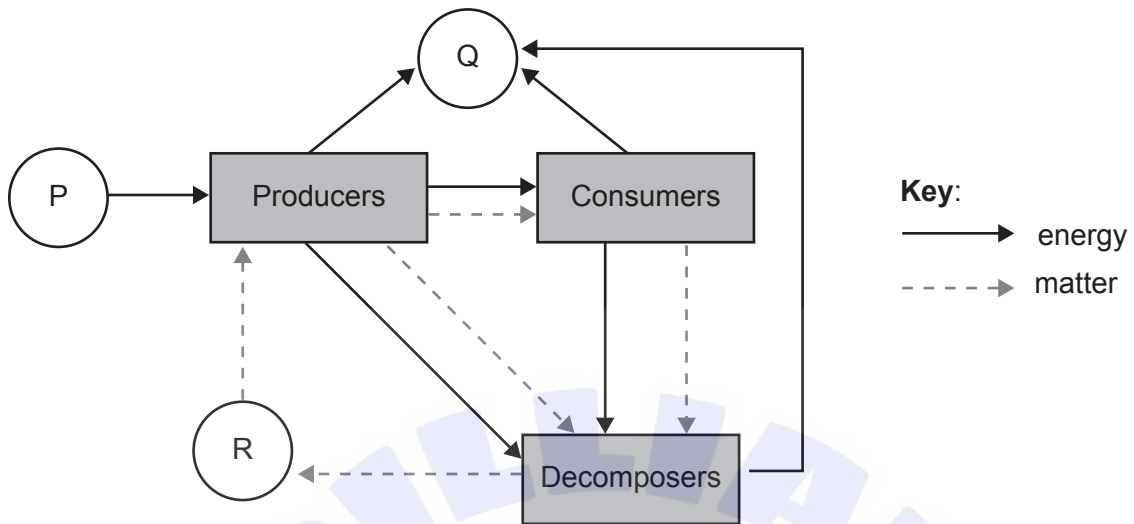 Q
P
Producers
Consumers
Key:
energy
matter
R
Decomposers